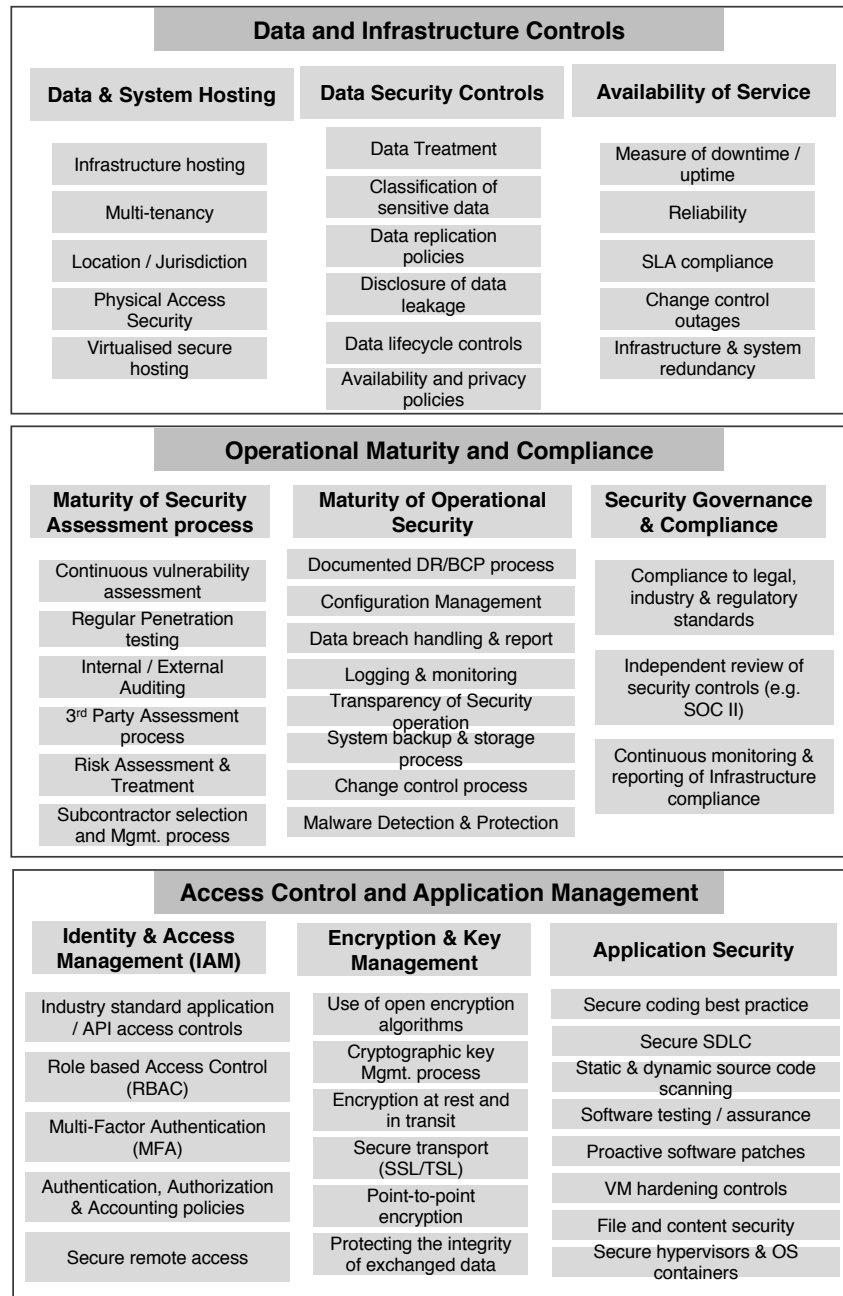 Data and Infrastructure Controls
Data & System Hosting
Infrastructure hosting
Multi-tenancy
Location / Jurisdiction
Physical Access
Security
Virtualised secure
hosting
Data Security Controls
Data Treatment
Classification of
sensitive data
Data replication
policies
Disclosure of data
leakage
Data lifecycle controls
Availability and privacy
policies
Availability of Service
Measure of downtime /
uptime
Reliability
SLA compliance
Change control
outages
Infrastructure & system
redundancy
Operational Maturity and Compliance
Maturity of Security
Assessment process
Continuous vulnerability
assessment
Regular Penetration
testing
Internal / External
Auditing
3rd Party Assessment
process
Risk Assessment &
Treatment
Subcontractor selection
and Mgmt. process
Maturity of Operational
Security
Documented DR/BCP process
Configuration Management
Data breach handling & report
Logging & monitoring
Transparency of Security
operation
System backup & storage
process
Change control process
Malware Detection & Protection
Security Governance
& Compliance
Compliance to legal,
industry & regulatory
standards
Independent review of
security controls (e.g.
SOC II)
Continuous monitoring &
reporting of Infrastructure
compliance
Access Control and Application Management
Identity & Access
Management (IAM)
Industry standard application
/ API access controls
Role based Access Control
(RBAC)
Multi-Factor Authentication
(MFA)
Authentication, Authorization
& Accounting policies
Secure remote access
Encryption & Key
Management
Use of open encryption
algorithms
Cryptographic key
Mgmt. process
Encryption at rest and
in transit
Secure transport
(SSL/TSL)
Point-to-point
encryption
Protecting the integrity
of exchanged data
Application Security
Secure coding best practice
Secure SDLC
Static & dynamic source code
scanning
Software testing / assurance
Proactive software patches
VM hardening controls
File and content security
Secure hypervisors & OS
containers